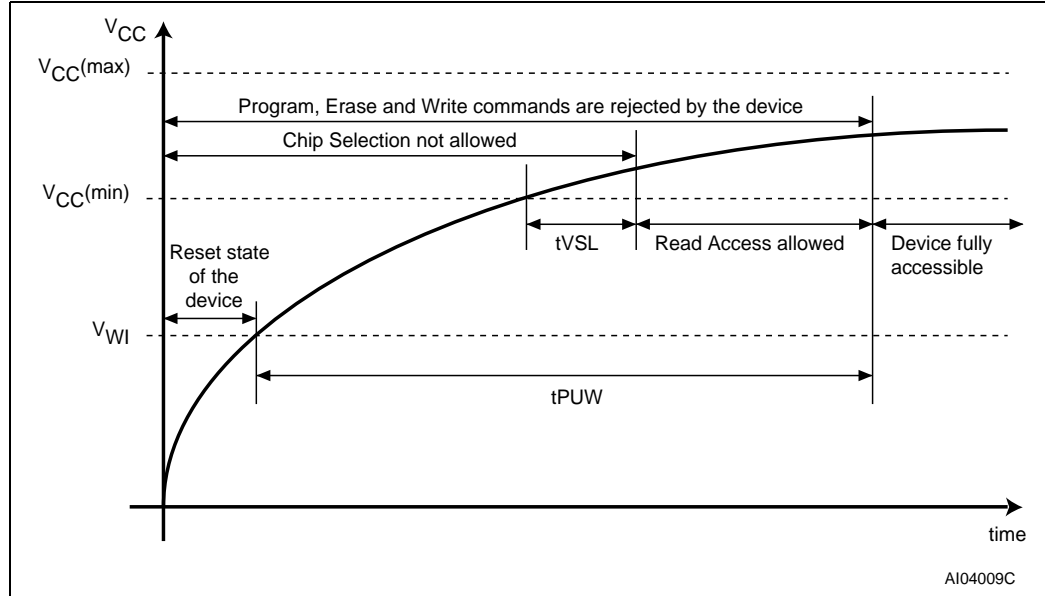 VCC
VCC(max)
Program, Erase and Write commands are rejected by the device
Chip Selection not allowed
VCC(min)
tVSL
Read Access allowed
Device fully
accessible
Reset state
of the
device
VWI
tPUW
time
AI04009C